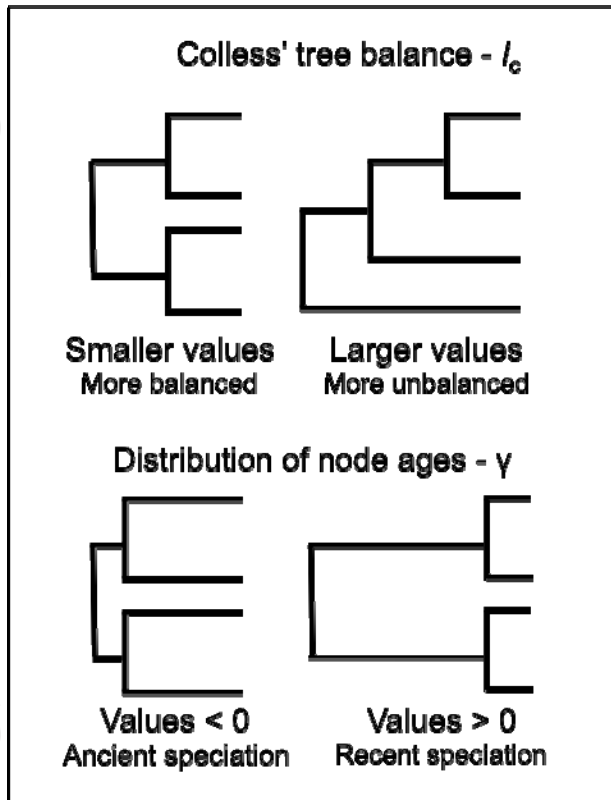 Colless' tree balance - Ic
Smaller values
More balanced
Larger values
More unbalanced
Distribution of node ages - γ
Values < 0
Ancient speciation
Values > 0
Recent speciation